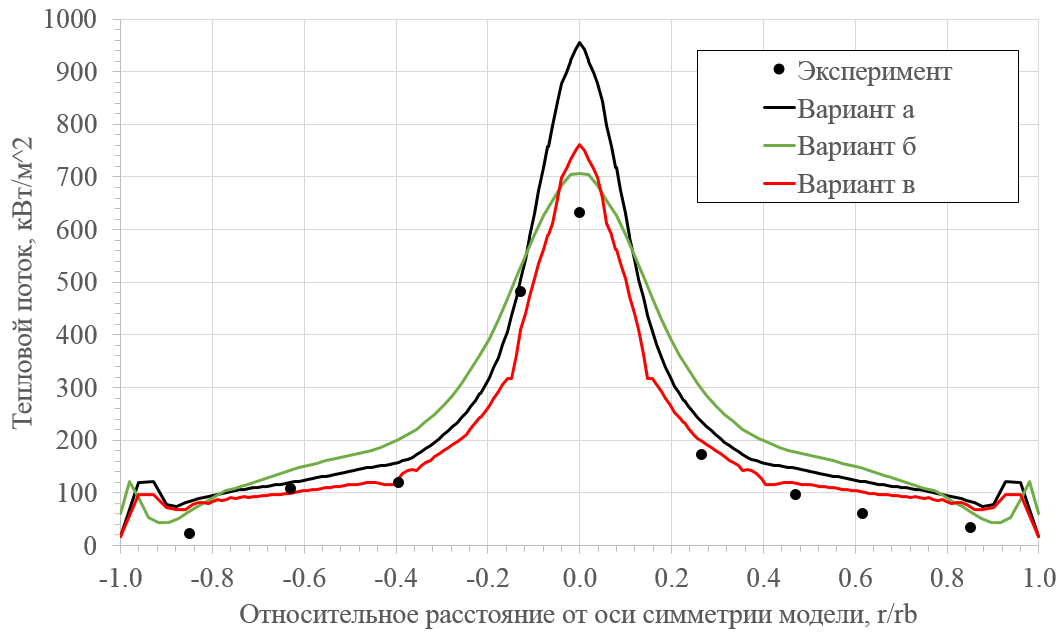 1000
900
800
700
600
500
400
300
200
100
0
Тепловой поток, кВт/м^2
Эксперимент
Вариант а
Вариант б
Вариант в
-1.0 -0.8 -0.6 -0.4 -0.2 0.0 0.2 0.4 0.6 0.8 1.0
Относительное расстояние от оси симметрии модели, r/rb